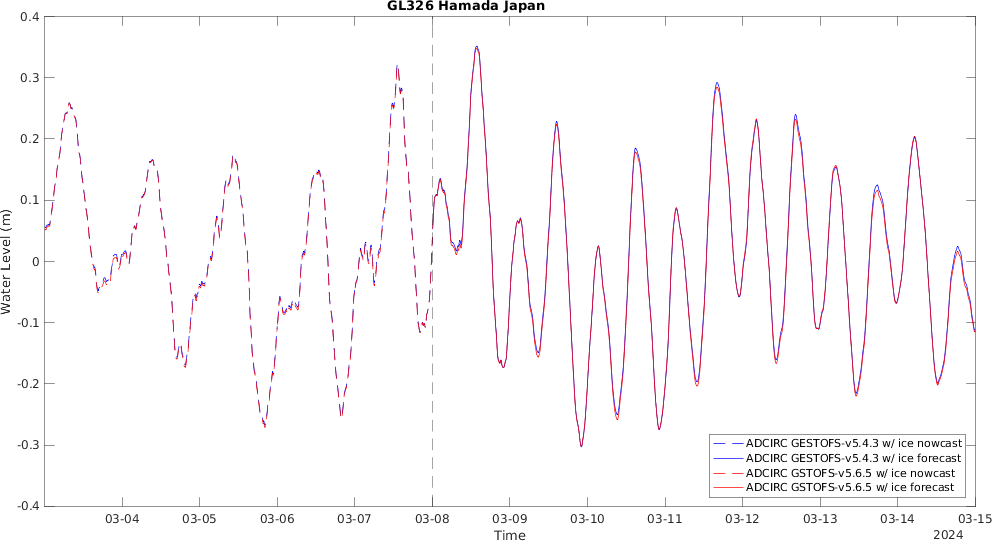 GL326 Hamada Japan
0.4
0.3
0.2
0.1
0
-0.1
-0.2
-0.3
-0.4
Water Level (m)
ADCIRC GESTOFS-v5.4.3 w/ ice nowcast
ADCIRC GESTOFS-v5.4.3 w/ ice forecast
ADCIRC GSTOFS-v5.6.5 w/ ice nowcast
ADCIRC GSTOFS-v5.6.5 w/ ice forecast
03-04 03-05 03-06 03-07 03-08 03-09 03-10 03-11 03-12 03-13 03-14 03-15
Time
2024